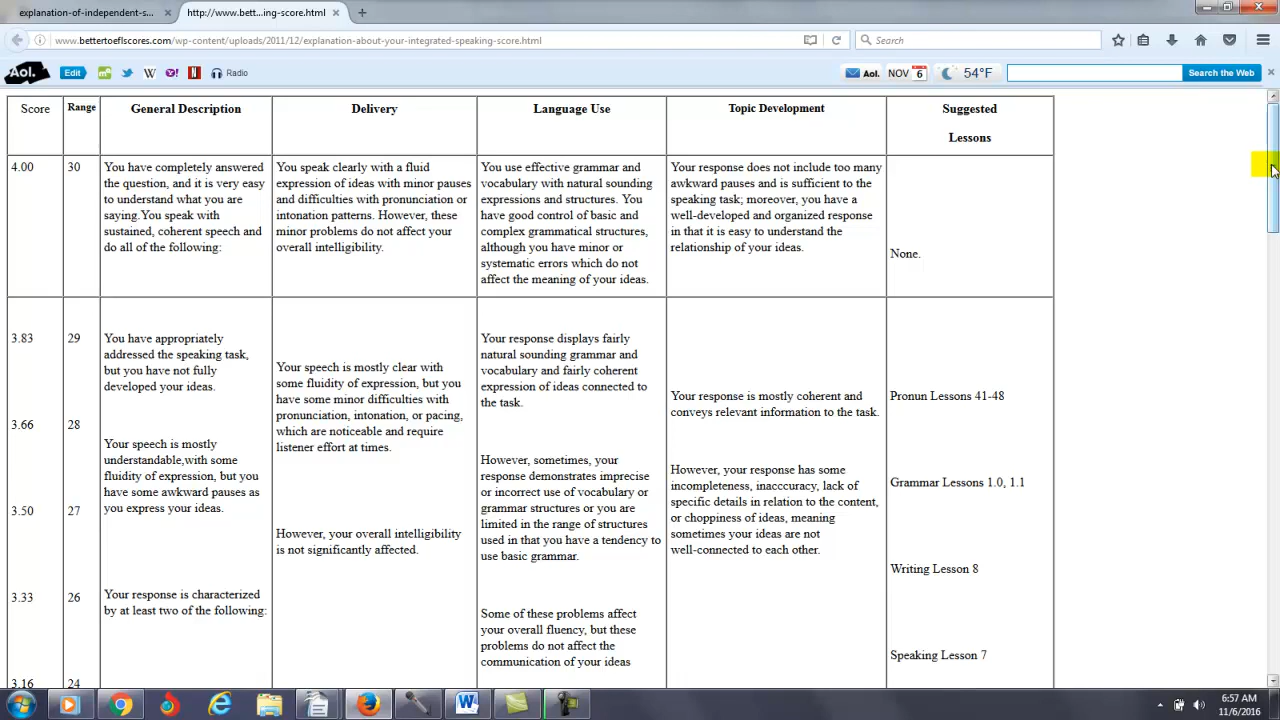 explanation-of-independent-s...
http://www.bett...ing-score.html
www.bettertoeflscores.com/wp-content/uploads/2011/12/explanation-about-your-integrated-speaking-score.html
Search
Aol.
Edit
Radio
Aol.
NOV 6
54°F
Search the Web
Score
Range
General Description
Delivery
Language Use
Topic Development
Suggested
Lessons
4.00
30
You have completely answered
the question, and it is very easy
to understand what you are
saying.You speak with
sustained, coherent speech and
do all of the following:
You speak clearly with a fluid
expression of ideas with minor pauses
and difficulties with pronunciation or
intonation patterns. However, these
minor problems do not affect your
overall intelligibility.
You use effective grammar and
vocabulary with natural sounding
expressions and structures. You
have good control of basic and
complex grammatical structures,
although you have minor or
systematic errors which do not
affect the meaning of your ideas.
Your response does not include too many
awkward pauses and is sufficient to the
speaking task; moreover, you have a
well-developed and organized response
in that it is easy to understand the
relationship of your ideas.
None.
3.83
29
3.66
28
3.50
27
3.33
26
3.16
24
You have appropriately
addressed the speaking task,
but you have not fully
developed your ideas.
Your speech is mostly
understandable,with some
fluidity of expression, but you
have some awkward pauses as
you express your ideas.
Your response is characterized
by at least two of the following:
Your speech is mostly clear with
some fluidity of expression, but you
have some minor difficulties with
pronunciation, intonation, or pacing,
which are noticeable and require
listener effort at times.
However, your overall intelligibility
is not significantly affected.
Your response displays fairly
natural sounding grammar and
vocabulary and fairly coherent
expression of ideas connected to
the task.
However, sometimes, your
response demonstrates imprecise
or incorrect use of vocabulary or
grammar structures or you are
limited in the range of structures
used in that you have a tendency to
use basic grammar.
Some of these problems affect
your overall fluency, but these
problems do not affect the
communication of your ideas
Your response is mostly coherent and
conveys relevant information to the task.
However, your response has some
incompleteness, inacccuracy, lack of
specific details in relation to the content,
or choppiness of ideas, meaning
sometimes your ideas are not
well-connected to each other.
Pronun Lessons 41-48
Grammar Lessons 1.0, 1.1
Writing Lesson 8
Speaking Lesson 7
6:57 AM
11/6/2016